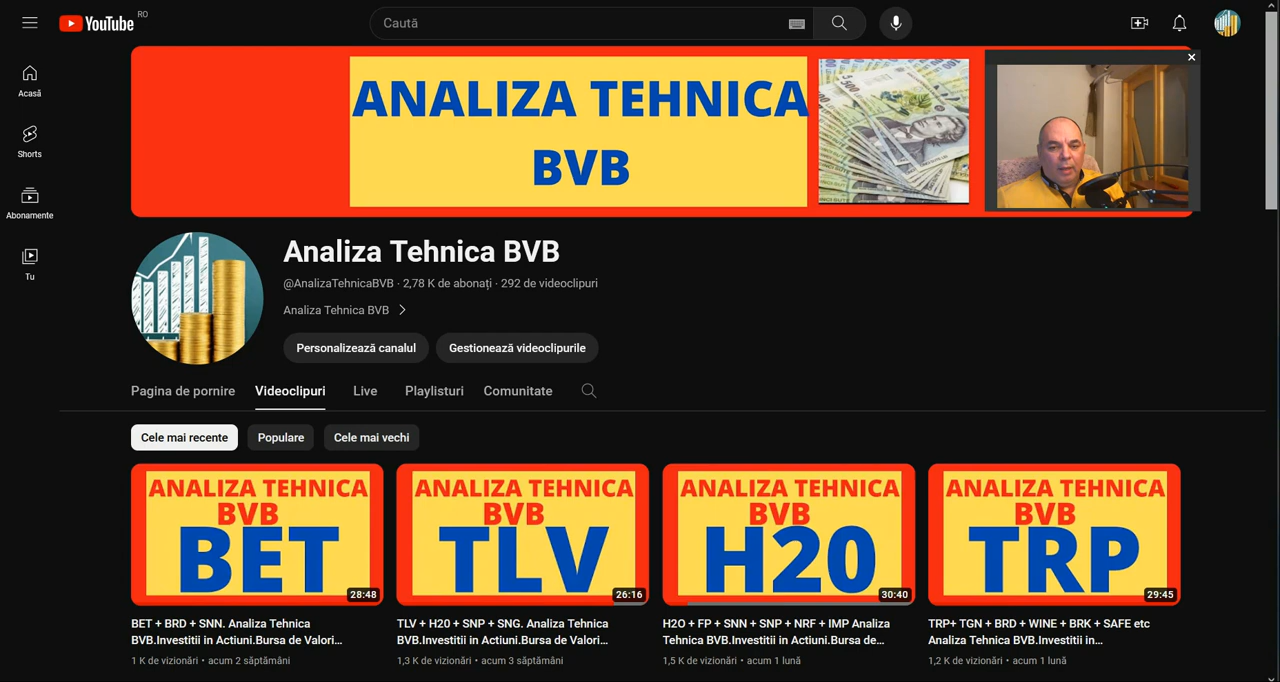 YouTube RO
Caută
Acasă
Shorts
Abonamente
Tu
ANALIZA TEHNICA
BVB
Analiza Tehnica BVB
@AnalizaTehnicaBVB · 2,78 K de abonați · 292 de videoclipuri
Analiza Tehnica BVB
Personalizează canalul
Gestionează videoclipurile
Pagina de pornire
Videoclipuri
Live
Playlisturi
Comunitate
Cele mai recente
Populare
Cele mai vechi
ANALIZA TEHNICA
BVB
BET
28:48
BET + BRD + SNN. Analiza Tehnica
BVB.Investitii in Actiuni.Bursa de Valori...
1 K de vizionări • acum 2 săptămâni
ANALIZA TEHNICA
BVB
TLV
26:16
TLV + H2O + SNP + SNG. Analiza Tehnica
BVB.Investitii in Actiuni.Bursa de Valori...
1,3 K de vizionări • acum 3 săptămâni
ANALIZA TEHNICA
BVB
H20
30:40
H2O + FP + SNN + SNP + NRF + IMP Analiza
Tehnica BVB.Investitii in Actiuni.Bursa de...
1,5 K de vizionări • acum 1 lună
ANALIZA TEHNICA
BVB
TRP
29:45
TRP+ TGN + BRD + WINE + BRK + SAFE etc
Analiza Tehnica BVB.Investitii in...
1,2 K de vizionări • acum 1 lună